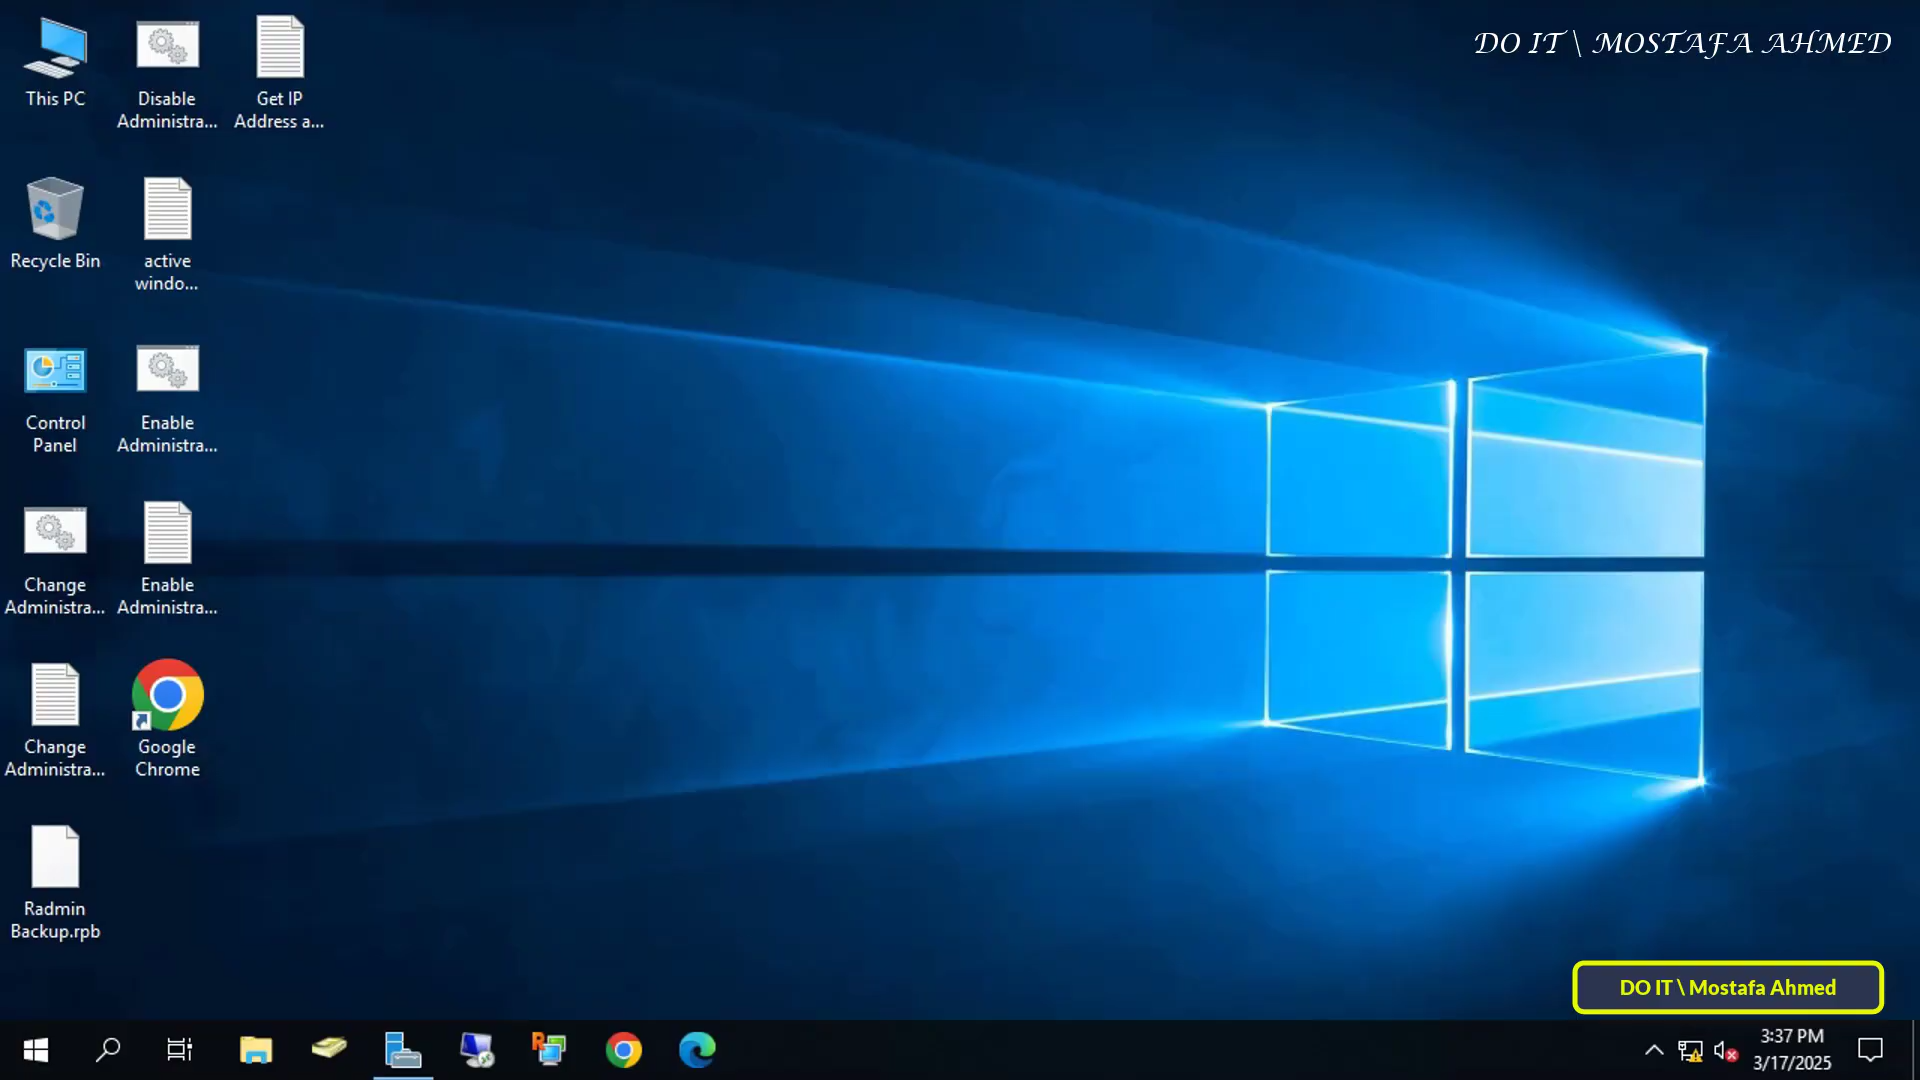 DO IT \ MOSTAFA AHMED
This PC
Disable
Administra...
Get IP
Address a...
Recycle Bin
active
windo...
Control
Panel
Enable
Administra...
Change
Administra...
Enable
Administra...
Change
Administra...
Google
Chrome
Radmin
Backup.rpb
DO IT \ Mostafa Ahmed
3:37 PM
3/17/2025